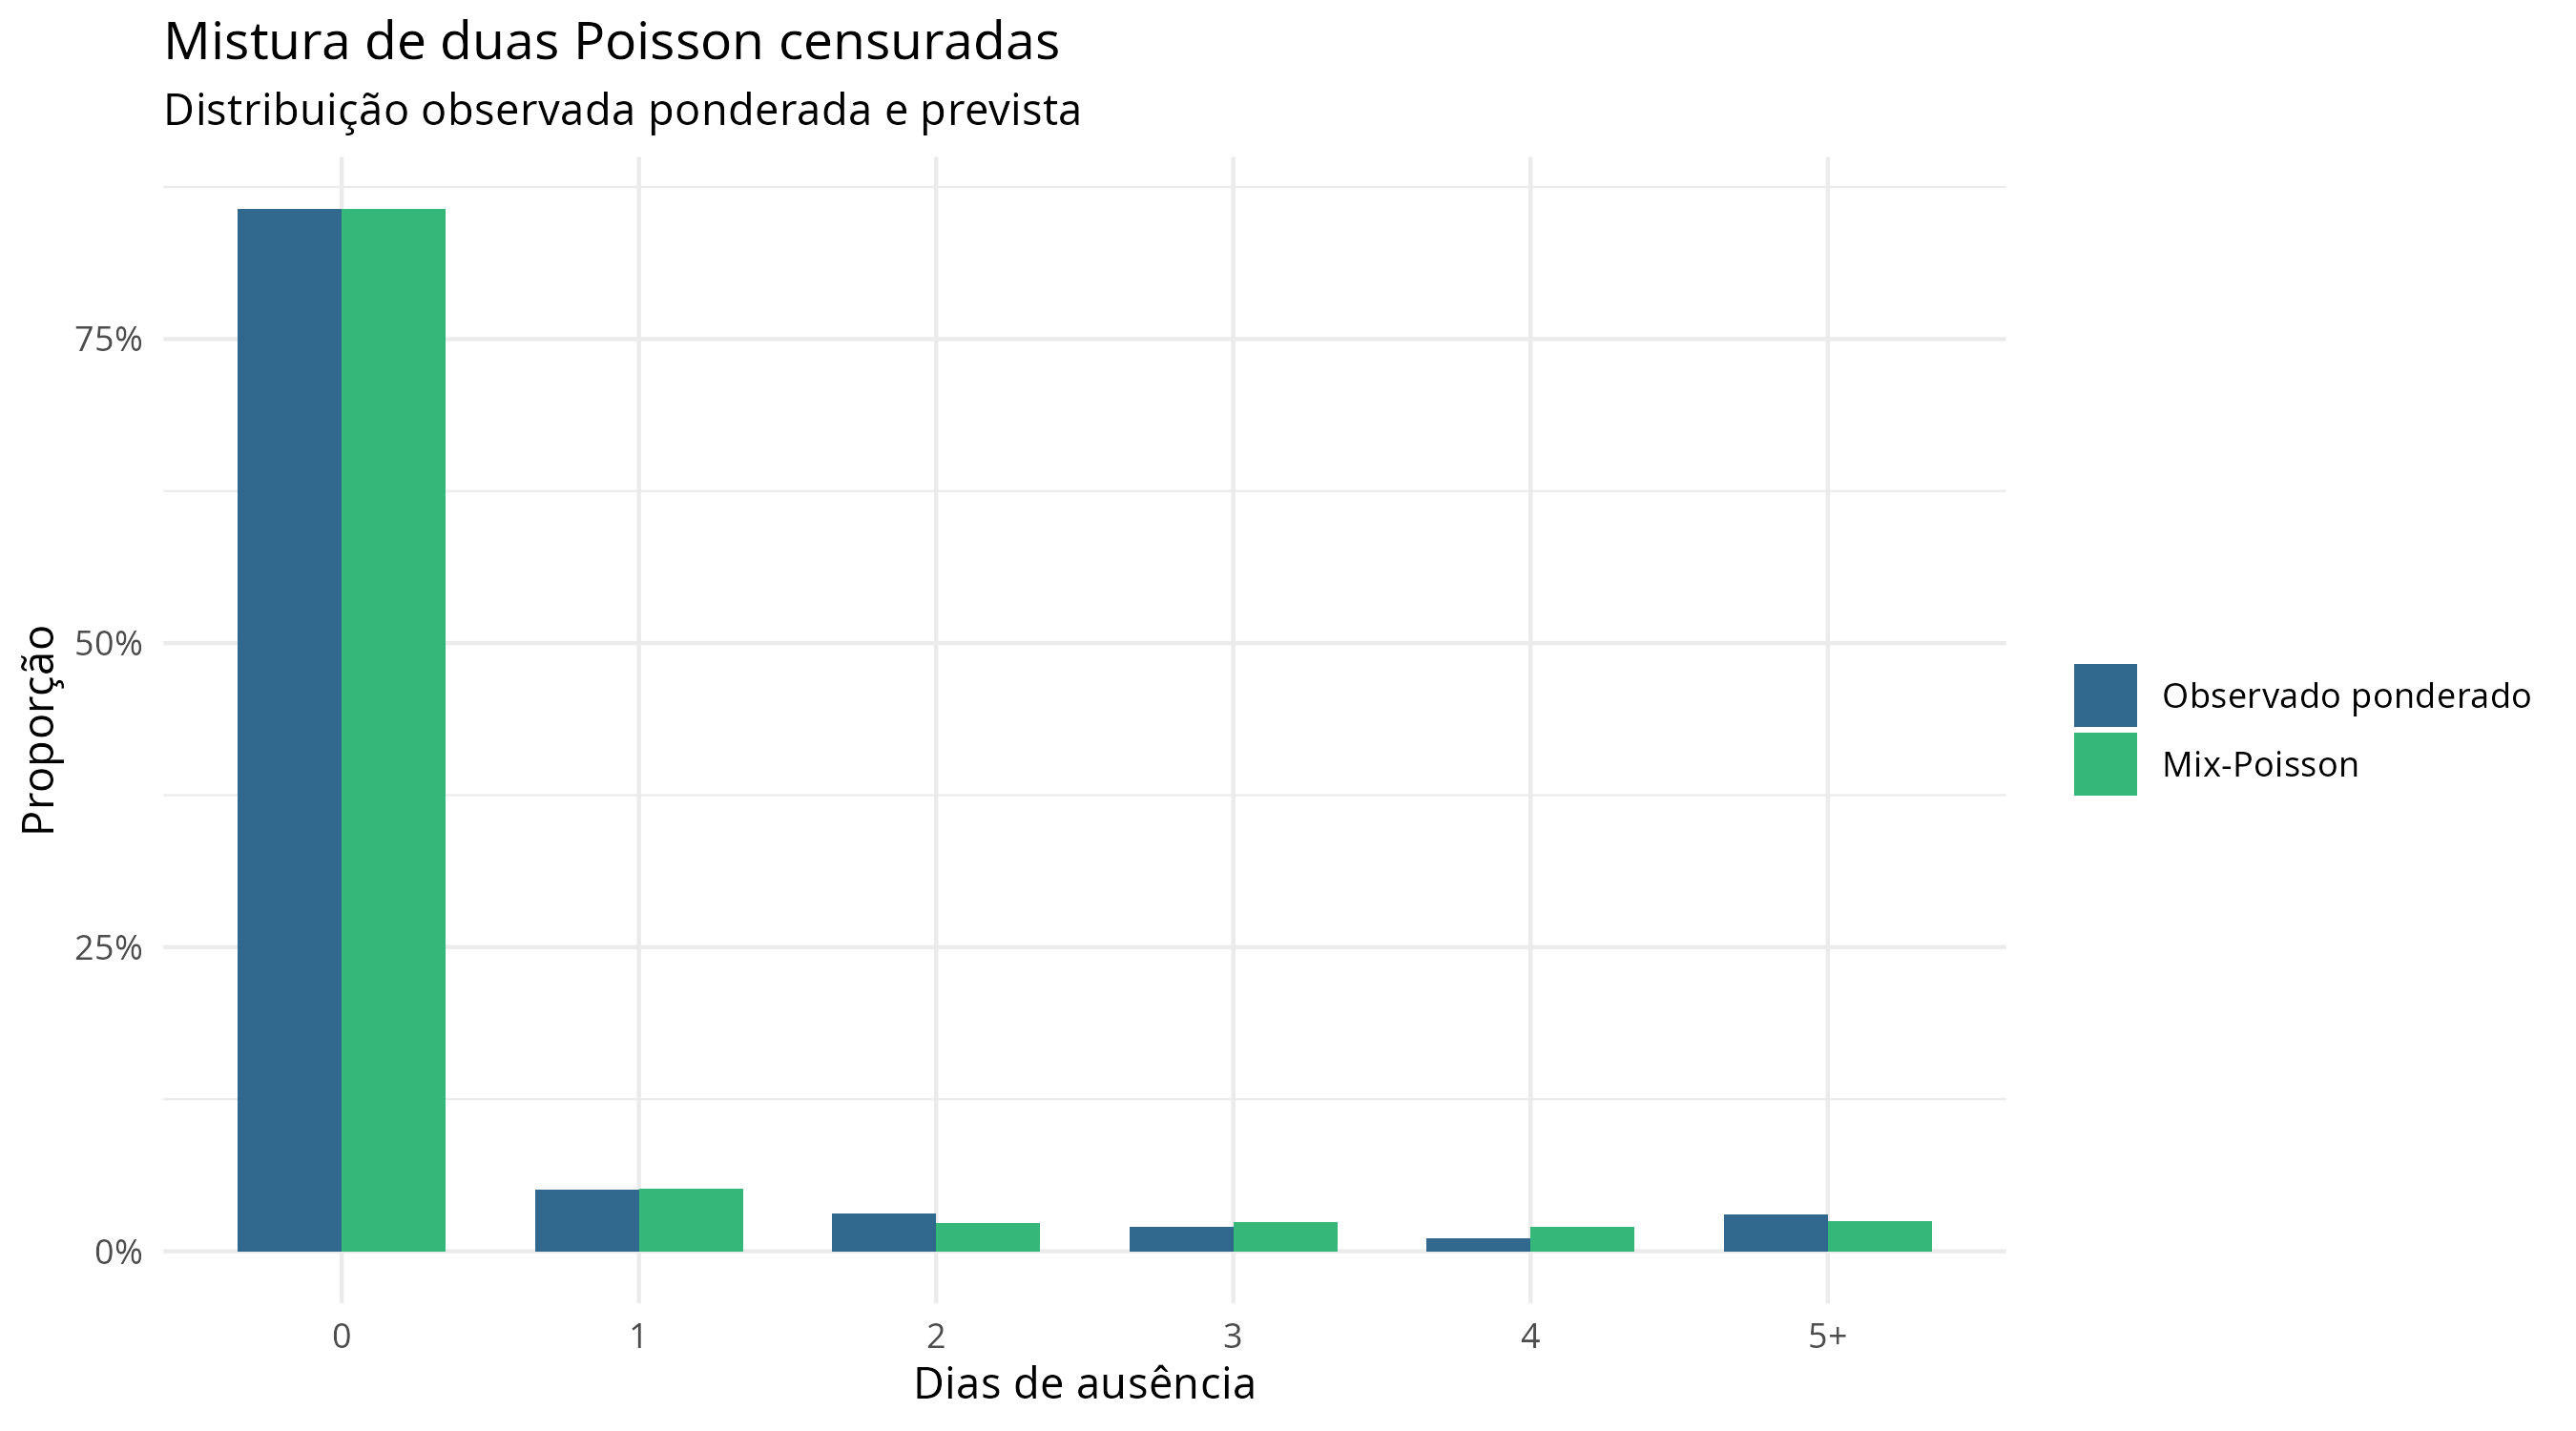 Mistura de duas Poisson censuradas
Distribuição observada ponderada e prevista
Proporção
75%
50%
25%
0%
0
1
2
3
4
5+
Dias de ausência
Observado ponderado
Mix-Poisson